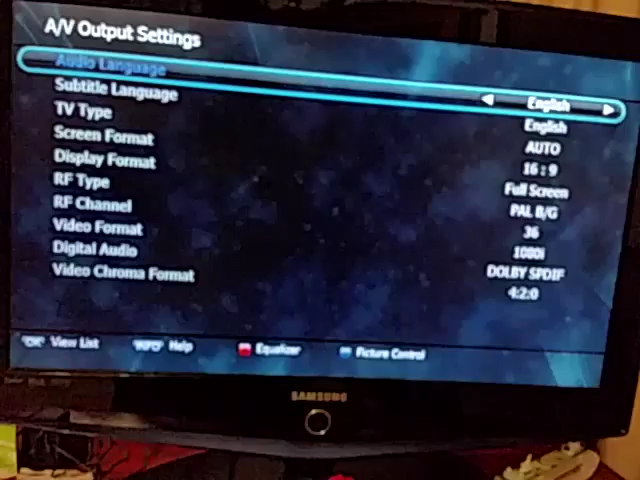 A/V Output Settings
Audio Language English
Subtitle Language English
TV Type AUTO
Screen Format 16:9
Display Format Full Screen
RF Type PAL B/G
RF Channel 36
Video Format 1080i
Digital Audio DOLBY SPDIF
Video Chroma Format 4:2:0
OK View List INFO Help Equalizer Picture Control
SAMSUNG